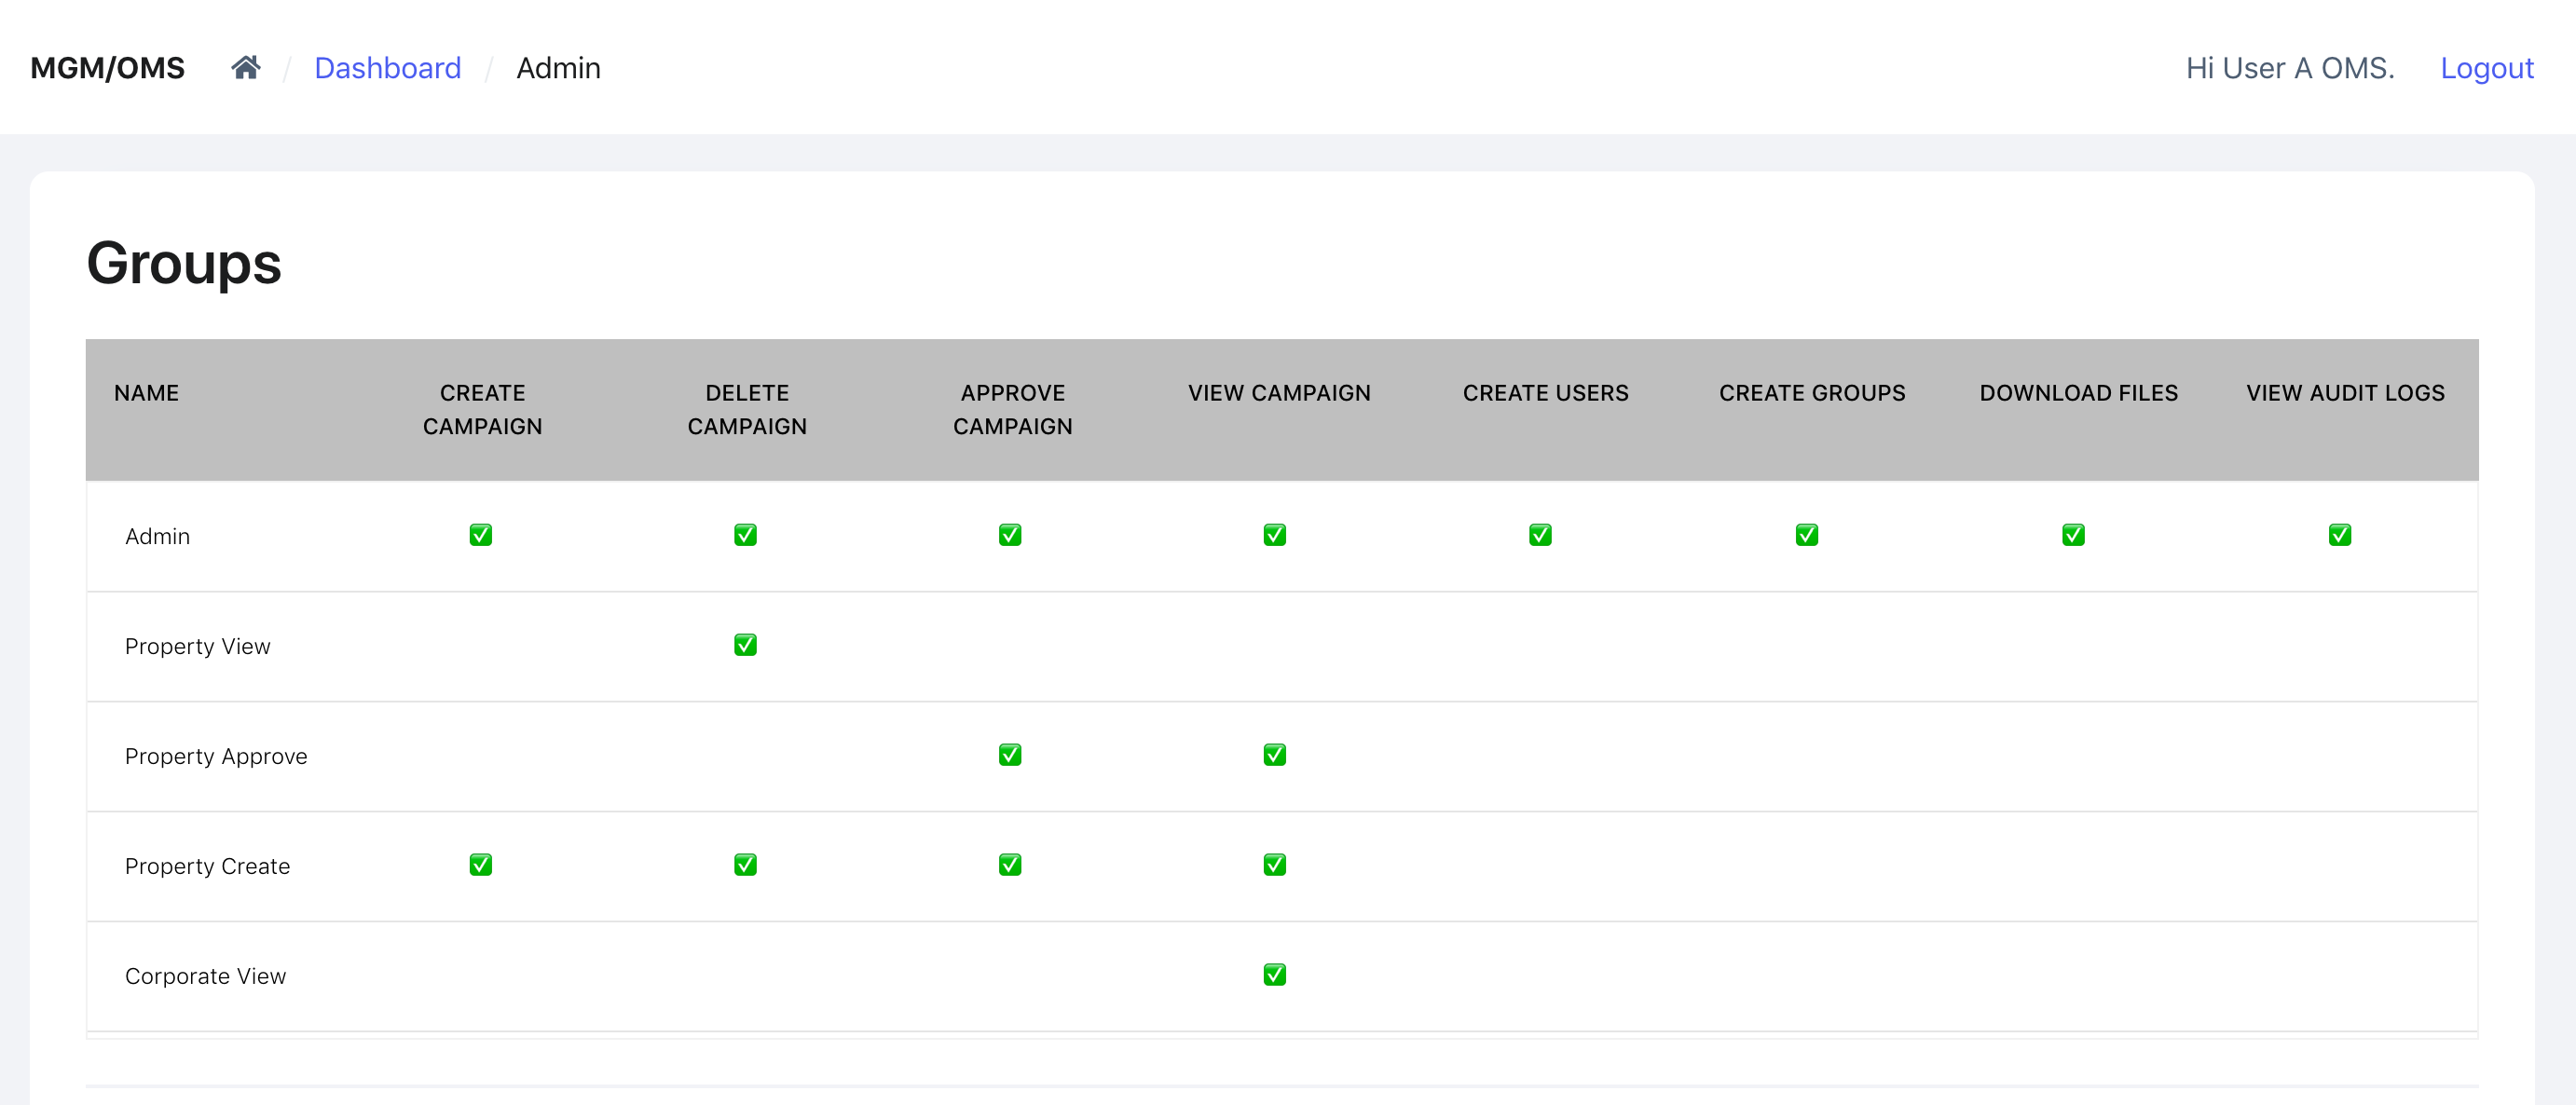 MGM/OMS / Dashboard / Admin Hi User A OMS. Logout
Groups
NAME CREATE CAMPAIGN DELETE CAMPAIGN APPROVE CAMPAIGN VIEW CAMPAIGN CREATE USERS CREATE GROUPS DOWNLOAD FILES VIEW AUDIT LOGS
Admin ✅ ✅ ✅ ✅ ✅ ✅ ✅ ✅
Property View ✅
Property Approve ✅ ✅
Property Create ✅ ✅ ✅ ✅
Corporate View ✅